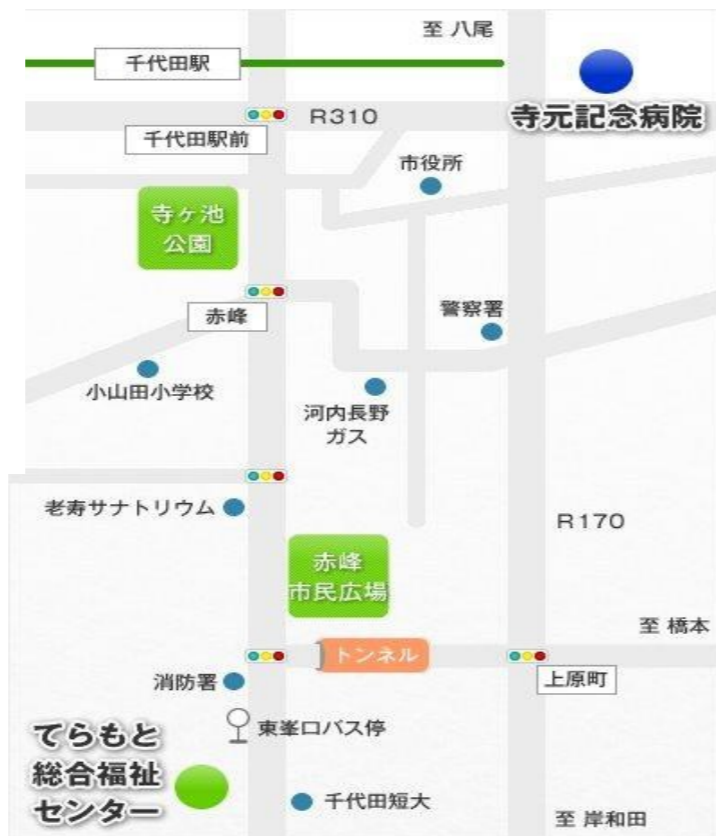 至 八尾
千代田駅
寺元記念病院
R310
千代田駅前
市役所
寺ヶ池
公園
赤峰
警察署
小山田小学校
河内長野
ガス
老寿サナトリウム
R170
赤峰
市民広場
至 橋本
トンネル
消防署
上原町
東峯口バス停
てらもと
総合福祉
センター
千代田短大
至 岸和田